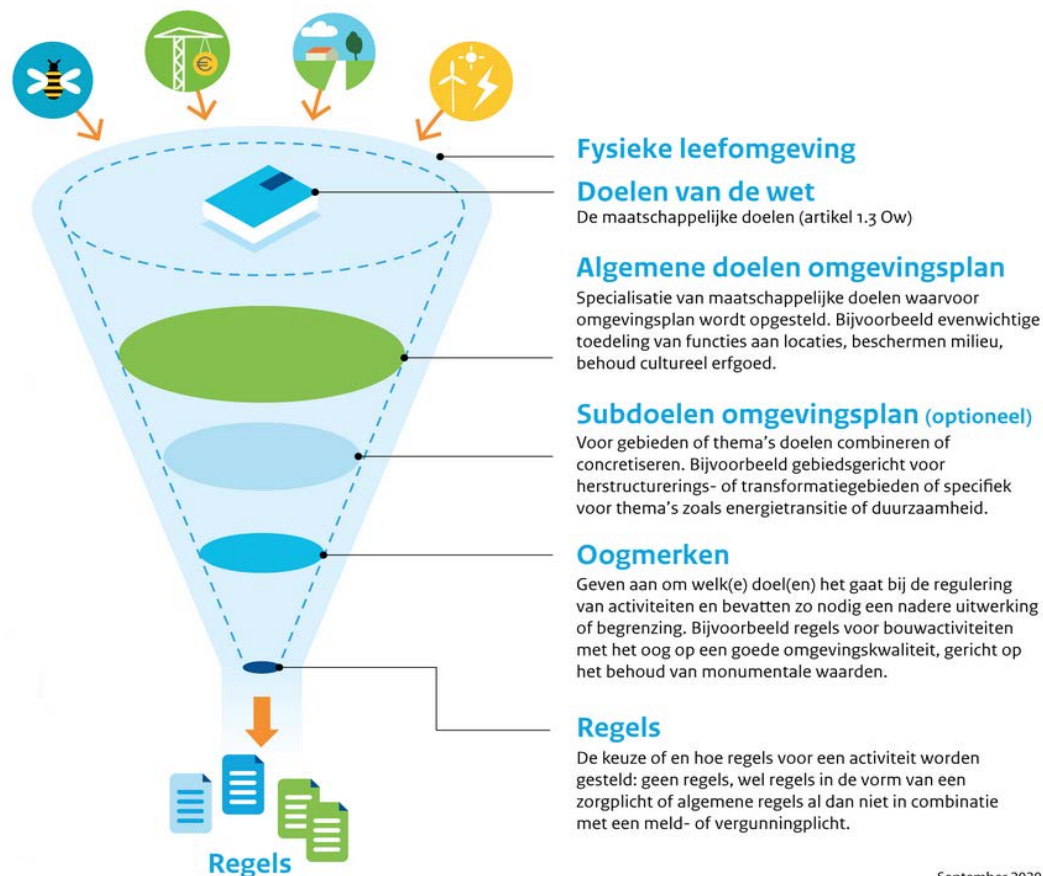 Fysieke leefomgeving
Doelen van de wet
De maatschappelijke doelen (artikel 1.3 Ow)
Algemene doelen omgevingsplan
Specialisatie van maatschappelijke doelen waarvoor
omgevingsplan wordt opgesteld. Bijvoorbeeld evenwichtige
toedeling van functies aan locaties, beschermen milieu,
behoud cultureel erfgoed.
Subdoelen omgevingsplan (optioneel)
Voor gebieden of thema's doelen combineren of
concretiseren. Bijvoorbeeld gebiedsgericht voor
herstructurerings- of transformatiegebieden of specifiek
voor thema's zoals energietransitie of duurzaamheid.
Oogmerken
Geven aan om welk(e) doel(en) het gaat bij de regulering
van activiteiten en bevatten zo nodig een nadere uitwerking
of begrenzing. Bijvoorbeeld regels voor bouwactiviteiten
met het oog op een goede omgevingskwaliteit, gericht op
het behoud van monumentale waarden.
Regels
De keuze of en hoe regels voor een activiteit worden
gesteld: geen regels, wel regels in de vorm van een
zorgplicht of algemene regels al dan niet in combinatie
met een meld- of vergunningplicht.
€
Regels